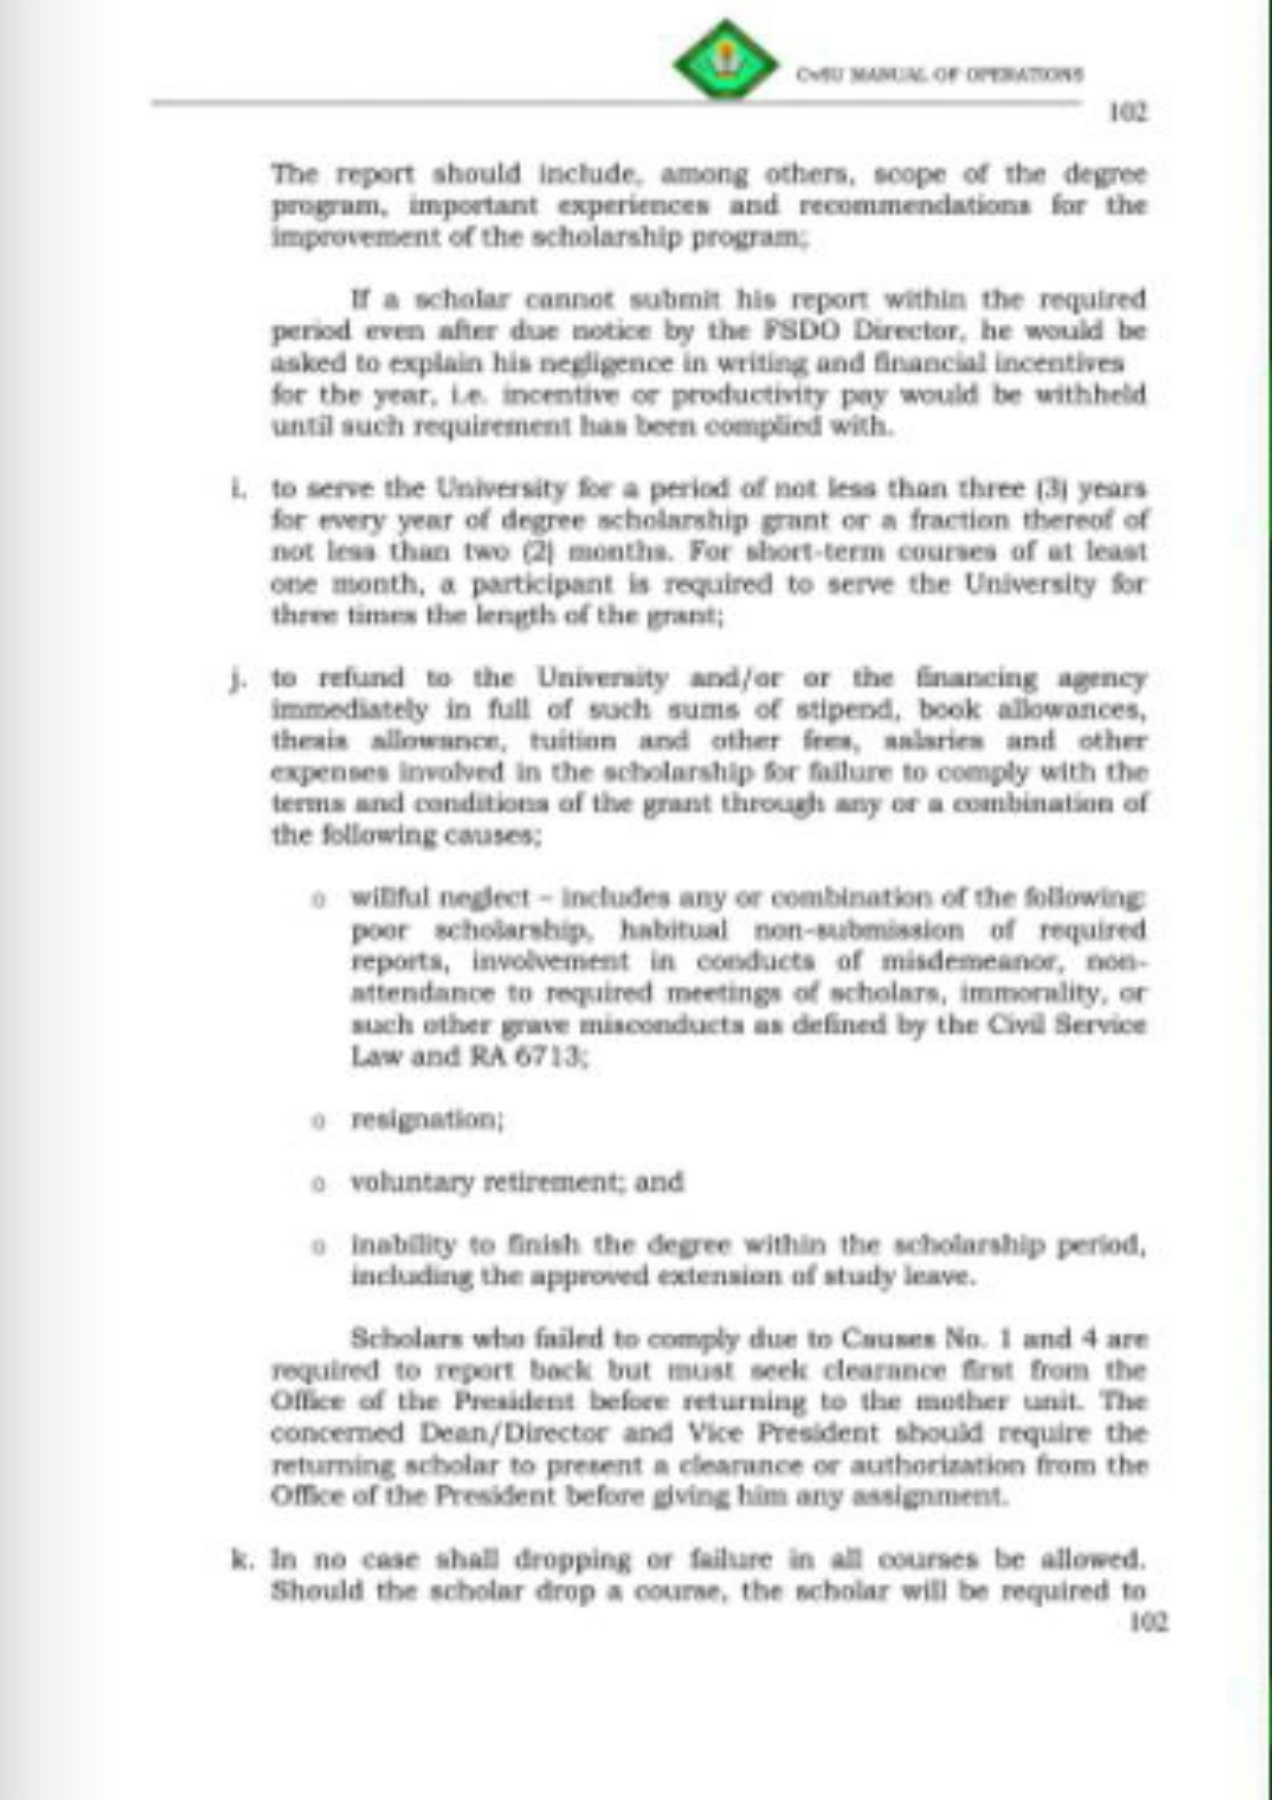 CvSU MANUAL OF OPERATIONS
102
The report should include, among others, scope of the degree
program, important experiences and recommendations for the
improvement of the scholarship program;
If a scholar cannot submit his report within the required
period even after due notice by the FSDO Director, he would be
asked to explain his negligence in writing and financial incentives
for the year, i.e. incentive or productivity pay would be withheld
until such requirement has been complied with.
i. to serve the University for a period of not less than three (3) years
for every year of degree scholarship grant or a fraction thereof of
not less than two (2) months. For short-term courses of at least
one month, a participant is required to serve the University for
three times the length of the grant;
j. to refund to the University and/or or the financing agency
immediately in full of such sums of stipend, book allowances,
thesis allowance, tuition and other fees, salaries and other
expenses involved in the scholarship for failure to comply with the
terms and conditions of the grant through any or a combination of
the following causes;
o willful neglect – includes any or combination of the following:
poor scholarship, habitual non-submission of required
reports, involvement in conducts of misdemeanor, non-
attendance to required meetings of scholars, immorality, or
such other grave misconducts as defined by the Civil Service
Law and RA 6713;
o resignation;
o voluntary retirement; and
o inability to finish the degree within the scholarship period,
including the approved extension of study leave.
Scholars who failed to comply due to Causes No. 1 and 4 are
required to report back but must seek clearance first from the
Office of the President before returning to the mother unit. The
concerned Dean/Director and Vice President should require the
returning scholar to present a clearance or authorization from the
Office of the President before giving him any assignment.
k. In no case shall dropping or failure in all courses be allowed.
Should the scholar drop a course, the scholar will be required to
102